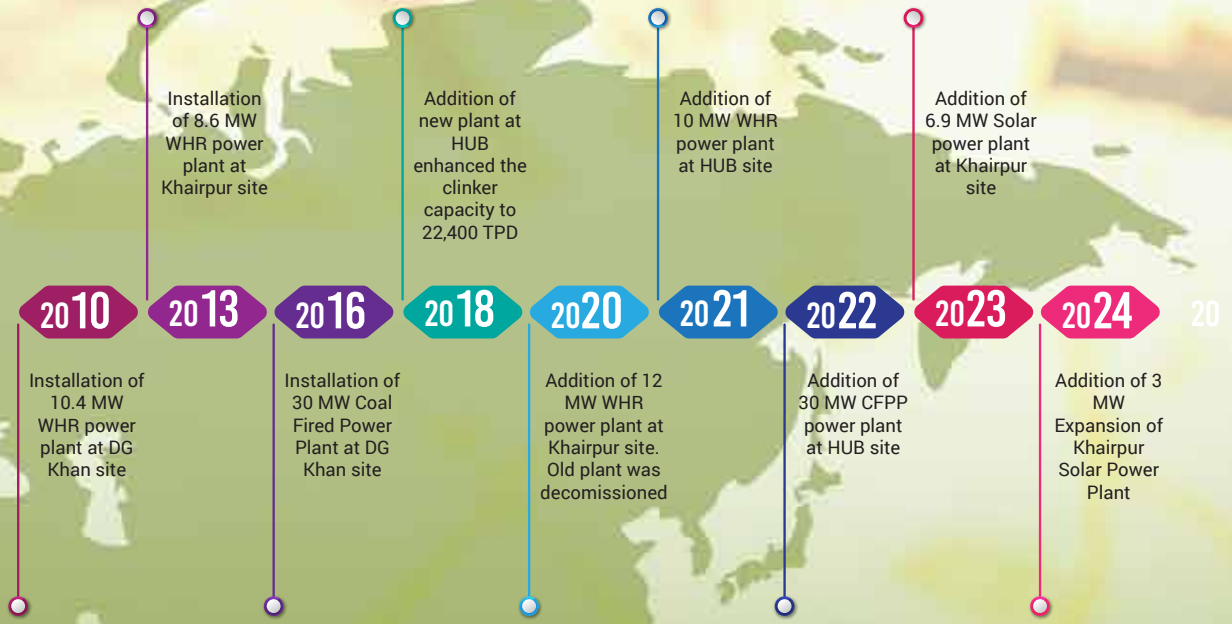 Installation
of 8.6 MW
WHR power
plant at
Khairpur site
Addition of
new plant at
HUB
enhanced the
clinker
capacity to
22,400 TPD
Addition of
10 MW WHR
power plant
at HUB site
Addition of
6.9 MW Solar
power plant
at Khairpur
site
2010
2013
2016
2018
2020
2021
2022
2023
2024
20
Installation of
10.4 MW
WHR power
plant at DG
Khan site
Installation of
30 MW Coal
Fired Power
Plant at DG
Khan site
Addition of 12
MW WHR
power plant at
Khairpur site.
Old plant was
decomissioned
Addition of
30 MW CFPP
power plant
at HUB site
Addition of 3
MW
Expansion of
Khairpur
Solar Power
Plant